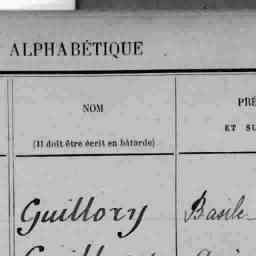 ALPHABÉTIQUE
NOM
PRÉ
ET SU
(Il doit être écrit en bâtarde)
Guillory Basile